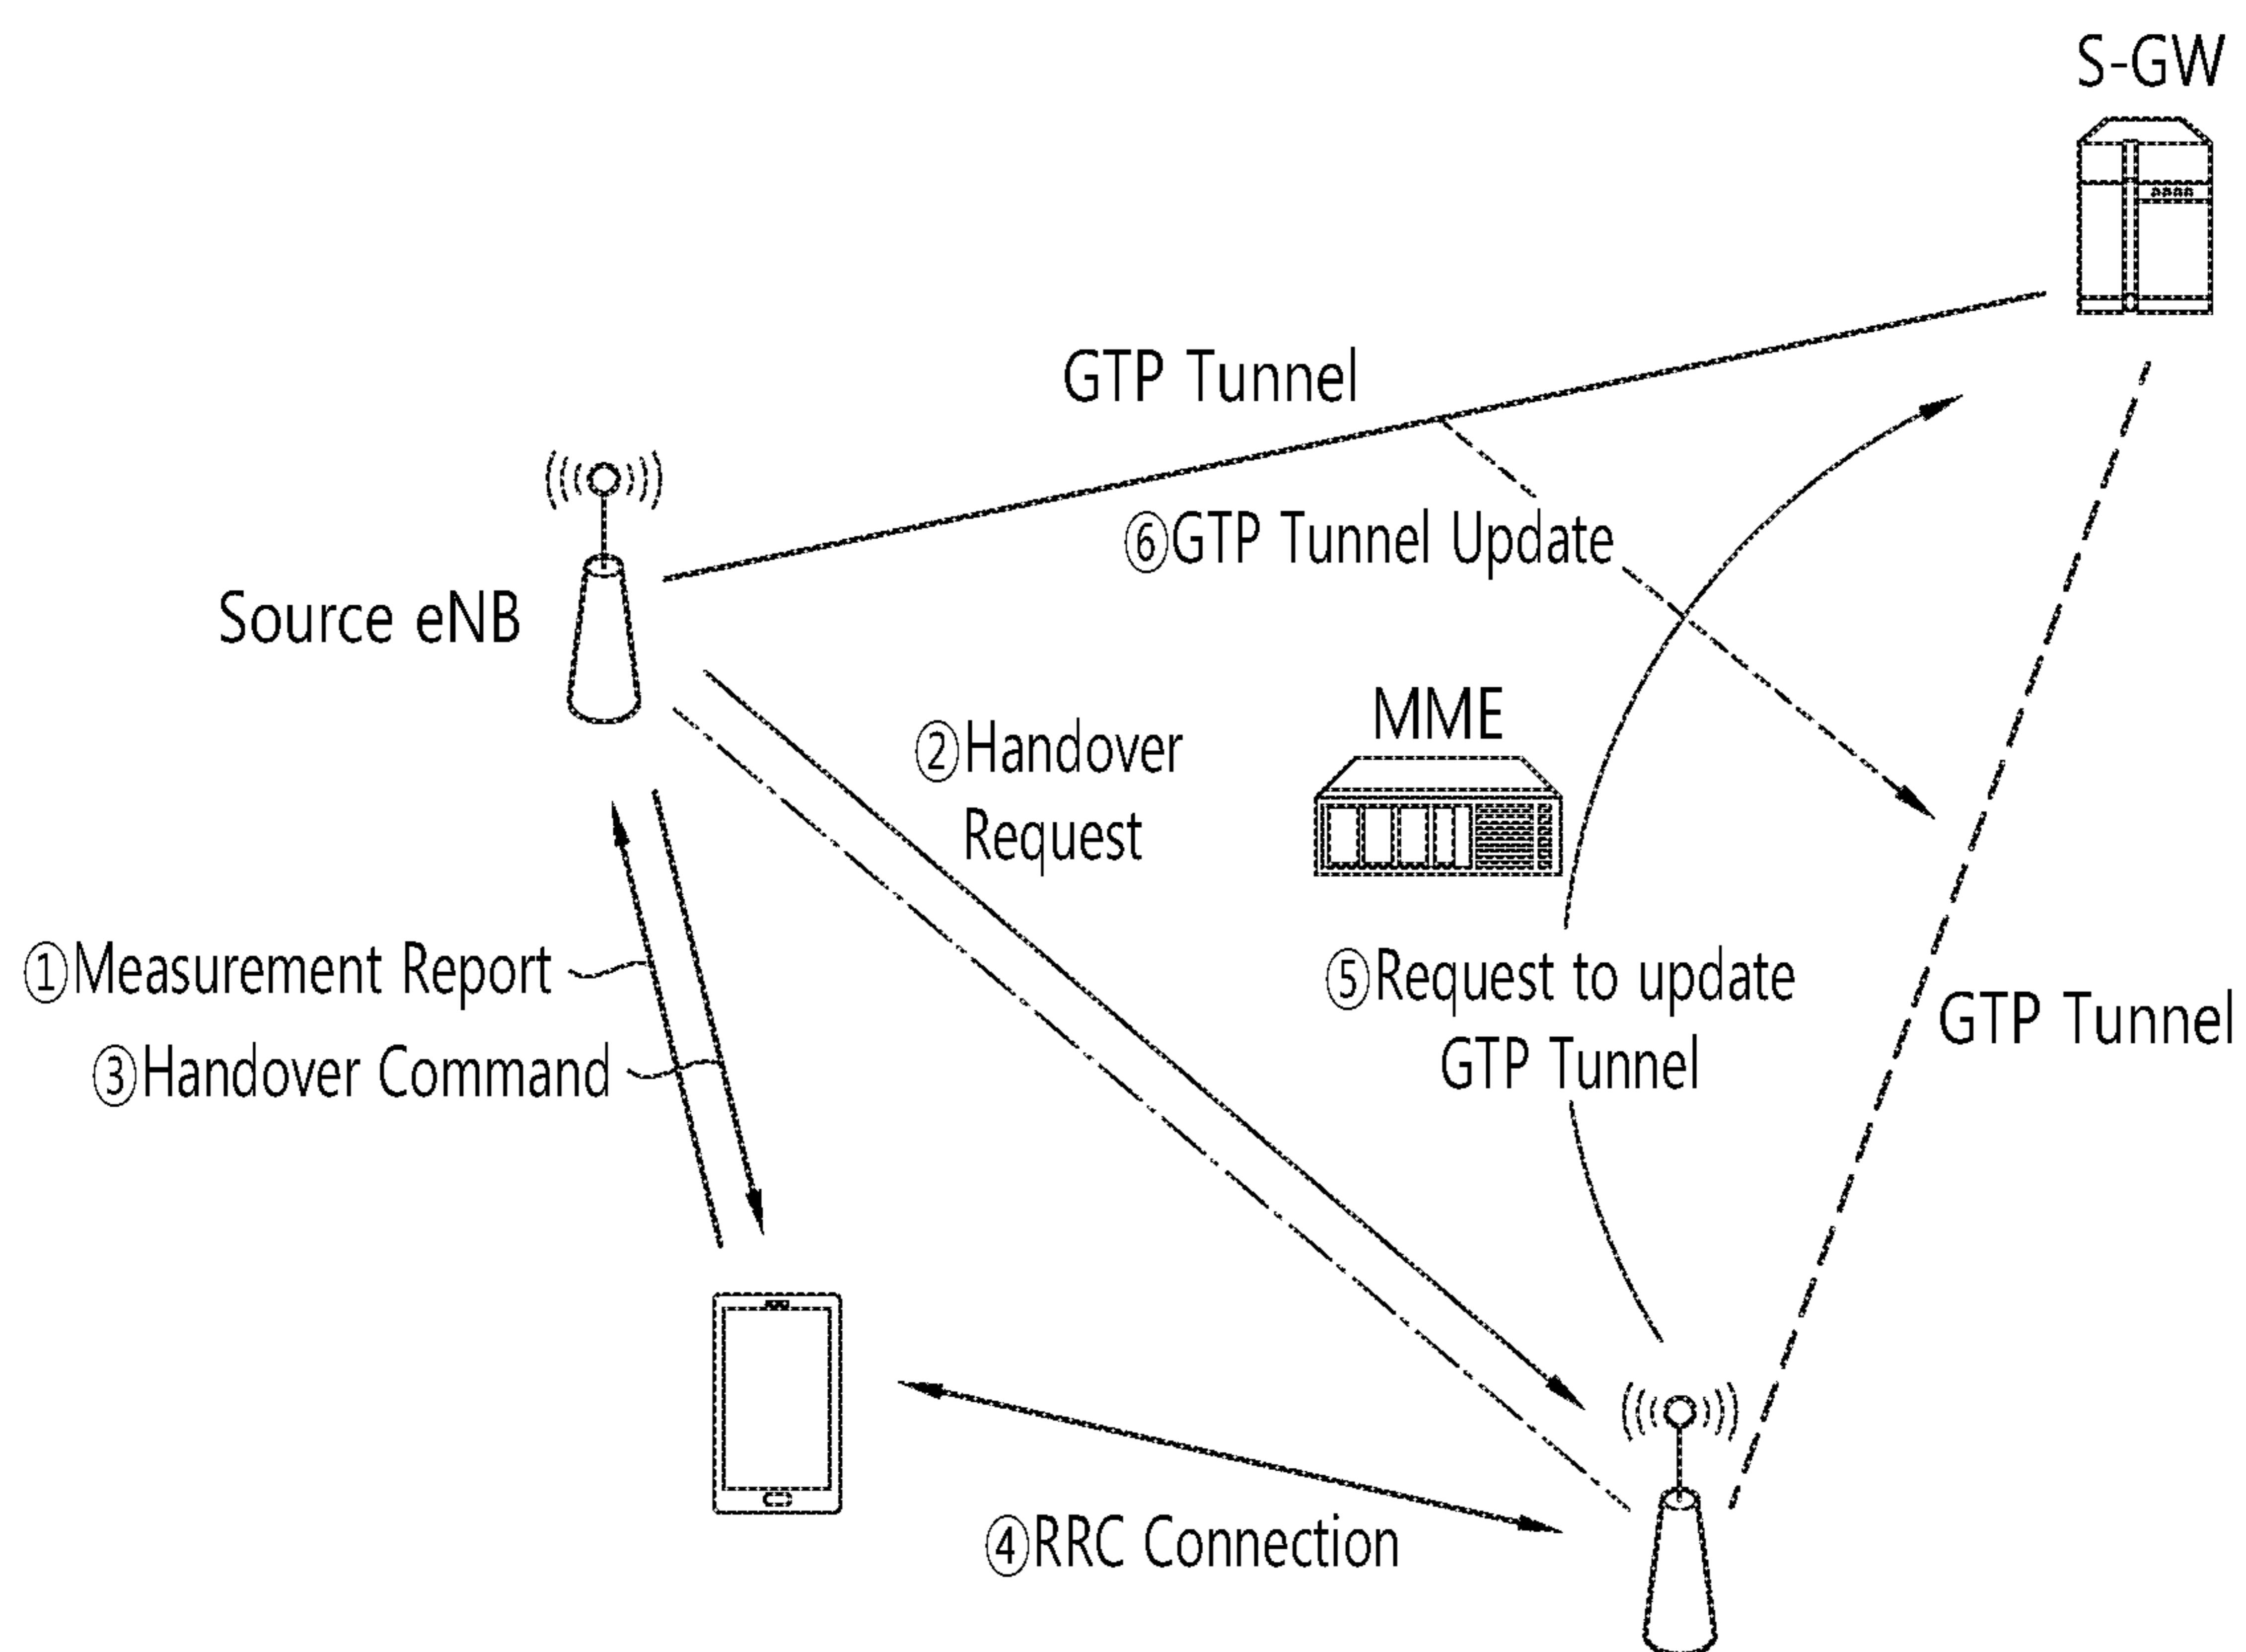 S-GW
GTP Tunnel
⑥GTP Tunnel Update
Source eNB
MME
②Handover
Request
①Measurement Report
⑤Request to update
GTP Tunnel
GTP Tunnel
③Handover Command
④RRC Connection